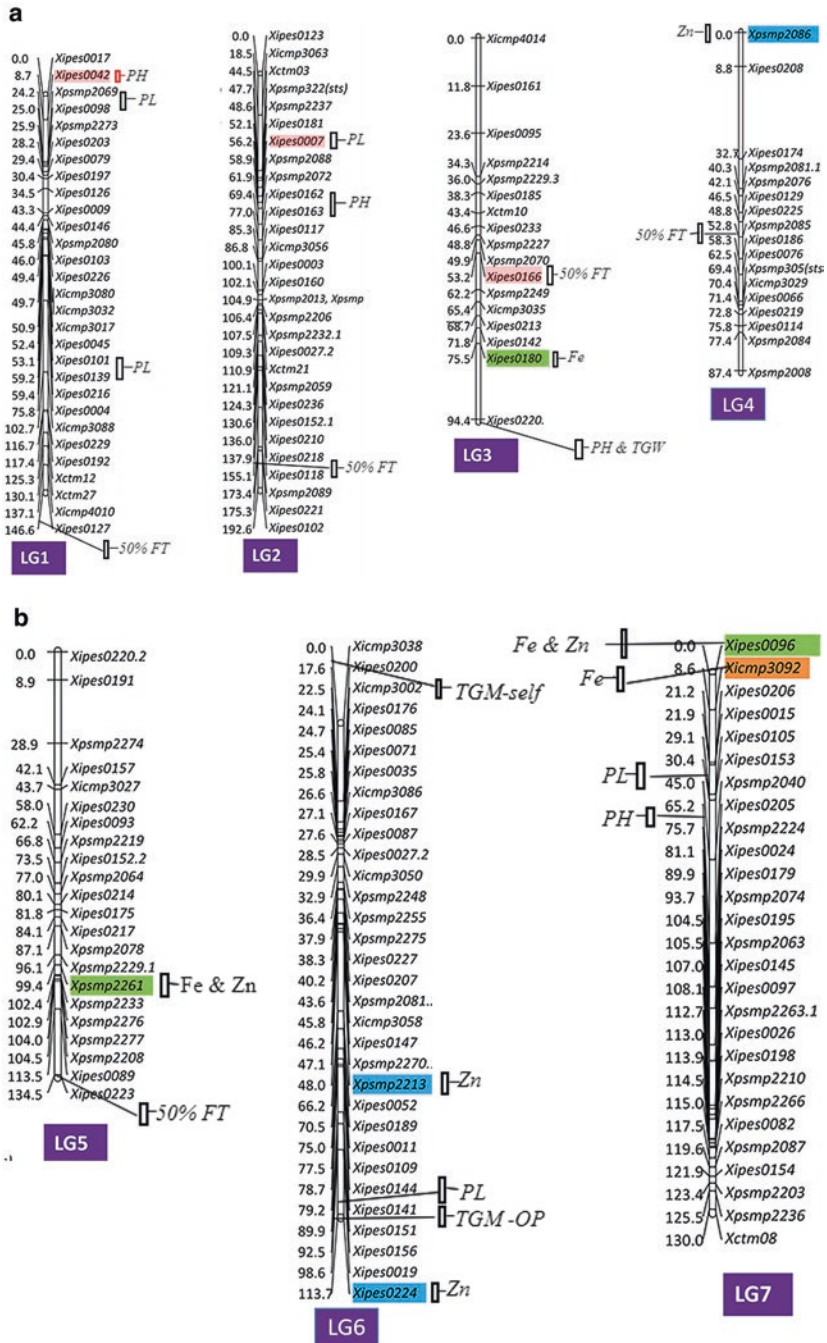 a
0.0 Xipes0017
8.7 Xipes0042 PH
24.2 Xpsmp2069
25.0 Xipes0098 PL
25.9 Xpsmp2273
28.2 Xipes0203
29.4 Xipes0079
30.4 Xipes0197
34.5 Xipes0126
43.3 Xipes0009
44.4 Xipes0146
45.8 Xpsmp2080
46.0 Xipes0103
49.4 Xipes0226
49.7 Xicmp3080
Xicmp3032
50.9 Xicmp3017
52.4 Xipes0045
53.1 Xipes0101
59.2 Xipes0139 PL
59.4 Xipes0216
75.8 Xipes0004
102.7 Xicmp3088
116.7 Xipes0229
117.4 Xipes0192
125.3 Xctm12
130.1 Xctm27
137.1 Xicmp4010
146.6 Xipes0127
50% FT
LG1
0.0 Xipes0123
18.5 Xicmp3063
44.5 Xctm03
47.7 Xpsmp322(sts)
48.6 Xpsmp2237
52.1 Xipes0181
56.2 Xipes0007 PL
58.9 Xpsmp2088
61.9 Xpsmp2072
69.4 Xipes0162
77.0 Xipes0163 PH
85.3 Xipes0117
86.8 Xicmp3056
100.1 Xipes0003
102.1 Xipes0160
104.9 Xpsmp2013, Xpsmp
106.4 Xpsmp2206
107.5 Xpsmp2232.1
109.3 Xipes0027.2
110.9 Xctm21
121.1 Xpsmp2059
124.3 Xipes0236
130.6 Xipes0152.1
136.0 Xipes0210
137.9 Xipes0218 50% FT
155.1 Xipes0118
173.4 Xpsmp2089
175.3 Xipes0221
192.6 Xipes0102
LG2
0.0 Xicmp4014
11.8 Xipes0161
23.6 Xipes0095
34.3 Xpsmp2214
36.0 Xpsmp2229.3
38.3 Xipes0185
43.4 Xctm10
46.6 Xipes0233
48.8 Xpsmp2227
49.9 Xpsmp2070
53.2 Xipes0166 50% FT
62.2 Xpsmp2249
65.4 Xicmp3035
68.7 Xipes0213
71.8 Xipes0142
75.5 Xipes0180 Fe
94.4 Xipes0220.
PH & TGW
LG3
Zn 0.0 Xpsmp2086
8.8 Xipes0208
32.7 Xipes0174
40.3 Xpsmp2081.1
42.1 Xpsmp2076
46.5 Xipes0129
48.8 Xipes0225
52.8 Xpsmp2085
50% FT 58.3 Xipes0186
62.5 Xipes0076
69.4 Xpsmp305(sts
70.4 Xicmp3029
71.4 Xipes0066
72.8 Xipes0219
75.8 Xipes0114
77.4 Xpsmp2084
87.4 Xpsmp2008
LG4
b
0.0 Xipes0220.2
8.9 Xipes0191
28.9 Xpsmp2274
42.1 Xipes0157
43.7 Xicmp3027
58.0 Xipes0230
62.2 Xipes0093
66.8 Xpsmp2219
73.5 Xipes0152.2
77.0 Xpsmp2064
80.1 Xipes0214
81.8 Xipes0175
84.1 Xipes0217
87.1 Xpsmp2078
96.1 Xpsmp2229.1
99.4 Xpsmp2261 Fe & Zn
102.4 Xpsmp2233
102.9 Xpsmp2276
104.0 Xpsmp2277
104.5 Xpsmp2208
113.5 Xipes0089
134.5 Xipes0223
50% FT
LG5
0.0 Xicmp3038
17.6 Xipes0200
22.5 Xicmp3002 TGM-self
24.1 Xipes0176
24.7 Xipes0085
25.4 Xipes0071
25.8 Xipes0035
26.6 Xicmp3086
27.1 Xipes0167
27.6 Xipes0087
28.5 Xipes0027.2
29.9 Xicmp3050
32.9 Xpsmp2248
36.4 Xpsmp2255
37.9 Xpsmp2275
38.3 Xipes0227
40.2 Xipes0207
43.6 Xpsmp2081..
45.8 Xicmp3058
46.2 Xipes0147
47.1 Xpsmp2270..
48.0 Xpsmp2213 Zn
66.2 Xipes0052
70.5 Xipes0189
75.0 Xipes0011
77.5 Xipes0109
78.7 Xipes0144 PL
79.2 Xipes0141 TGM -OP
89.9 Xipes0151
92.5 Xipes0156
98.6 Xipes0019
113.7 Xipes0224 Zn
LG6
Fe & Zn 0.0 Xipes0096
Fe 8.6 Xicmp3092
21.2 Xipes0206
21.9 Xipes0015
29.1 Xipes0105
30.4 Xipes0153
PL 45.0 Xpsmp2040
65.2 Xipes0205
PH 75.7 Xpsmp2224
81.1 Xipes0024
89.9 Xipes0179
93.7 Xpsmp2074
104.5 Xipes0195
105.5 Xpsmp2063
107.0 Xipes0145
108.1 Xipes0097
112.7 Xpsmp2263.1
113.0 Xipes0026
113.9 Xipes0198
114.5 Xpsmp2210
115.0 Xpsmp2266
117.5 Xipes0082
119.6 Xpsmp2087
121.9 Xipes0154
123.4 Xpsmp2203
125.5 Xpsmp2236
130.0 Xctm08
LG7